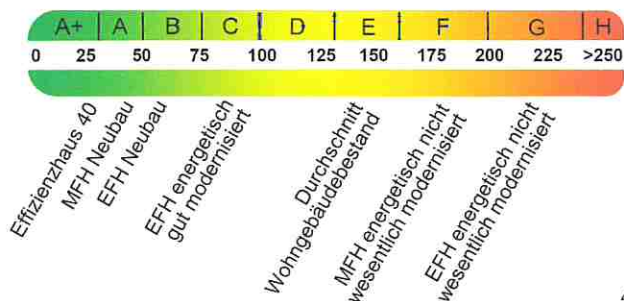 A+ A B C D E F G H
0 25 50 75 100 125 150 175 200 225 >250
Effizienzhaus 40
MFH Neubau
EFH Neubau
EFH energetisch
gut modernisiert
Durchschnitt
Wohngebäudebestand
MFH energetisch nicht
wesentlich modernisiert
EFH energetisch nicht
wesentlich modernisiert